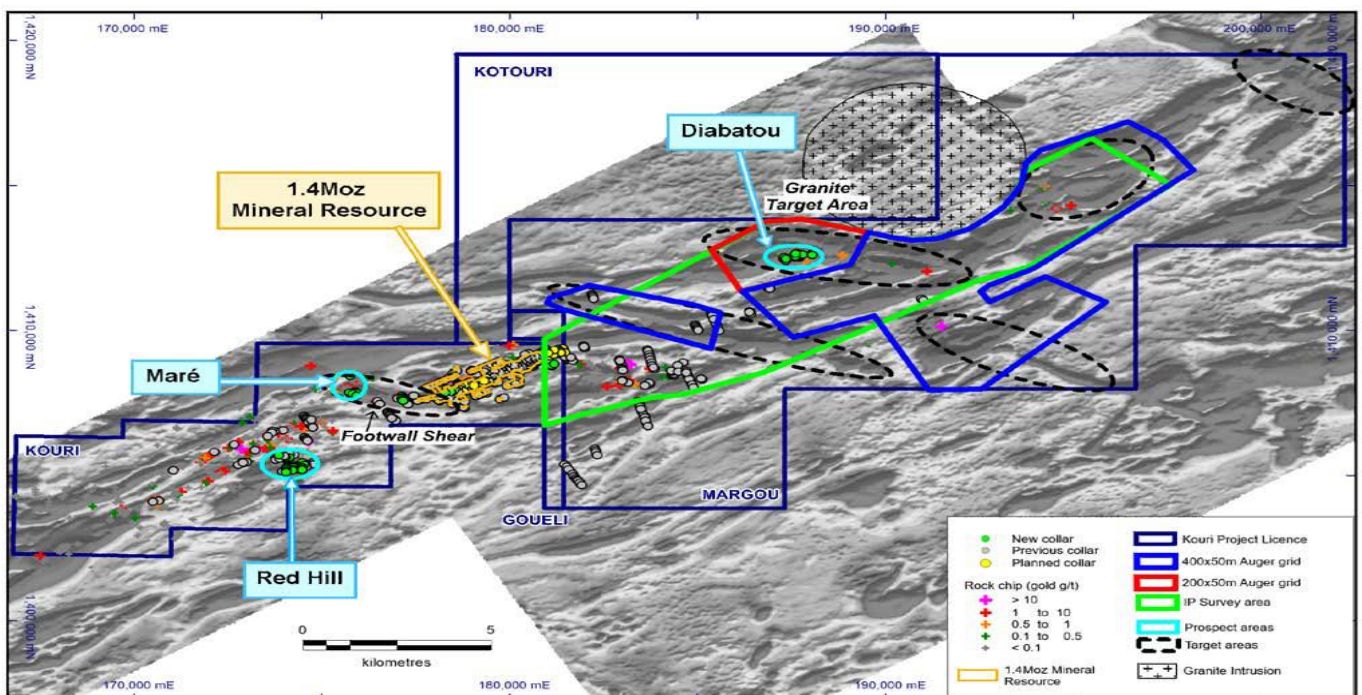 170,000 mE
180,000 mE
190,000 mE
200,000 mE
1,420,000 mN
1,420,000 mN
KOTOURI
Diabatou
1.4Moz
Mineral Resource
Granite
Target Area
1,410,000 mN
1,410,000 mN
Maré
Footwall Shear
KOURI
MARGOU
GOUELI
Red Hill
1,400,000 mN
0
5
kilometres
170,000 mE
180,000 mE
190,000 mE
New collar
Previous collar
Planned collar
Rock chip (gold g/t)
> 10
1 to 10
0.5 to 1
0.1 to 0.5
< 0.1
1.4Moz Mineral
Resource
Kouri Project Licence
400x50m Auger grid
200x50m Auger grid
IP Survey area
Prospect areas
Target areas
Granite Intrusion